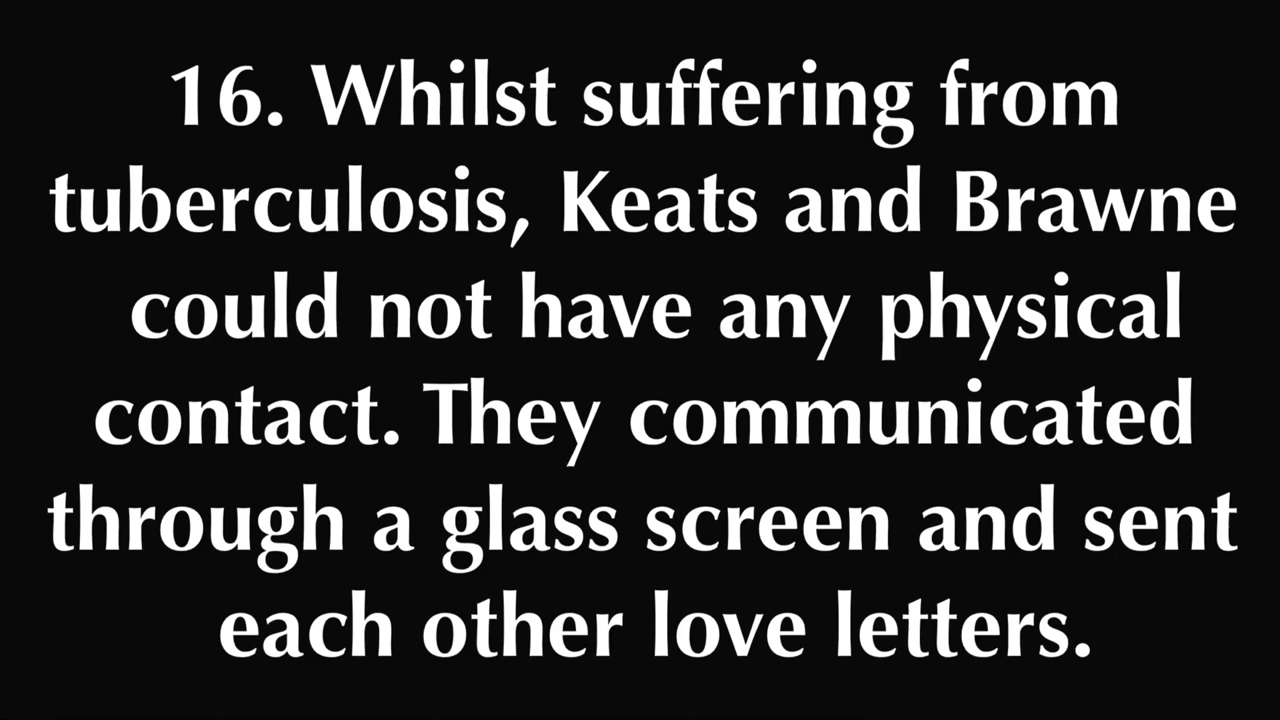 16. Whilst suffering from
tuberculosis, Keats and Brawne
could not have any physical
contact. They communicated
through a glass screen and sent
each other love letters.